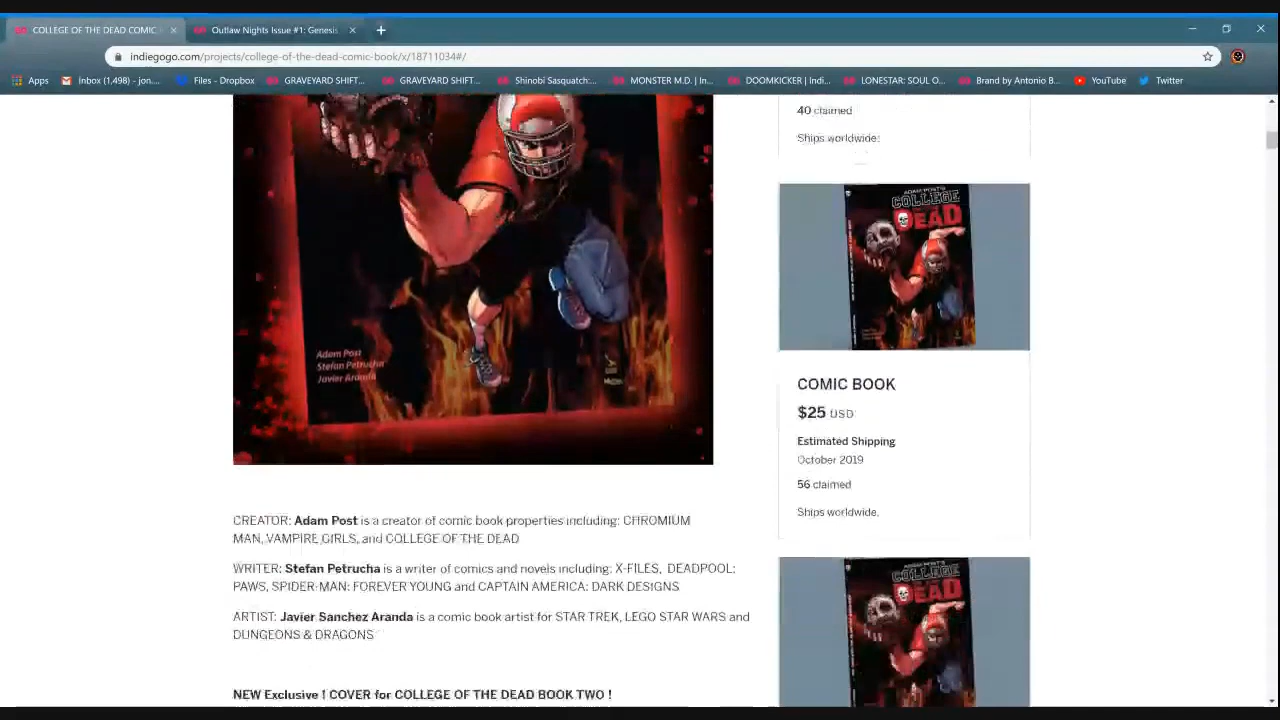 COLLEGE OF THE DEAD COMIC
Outlaw Nights Issue #1: Genesis
indiegogo.com/projects/college-of-the-dead-comic-book/x/18711034#/
Apps
Inbox (1,498) - jon....
Files - Dropbox
GRAVEYARD SHIFT...
GRAVEYARD SHIFT...
Shinobi Sasquatch:...
MONSTER M.D. | In...
DOOMKICKER | Indi...
LONESTAR: SOUL O...
Brand by Antonio B...
YouTube
Twitter
Adam Post
Stefan Petrucha
Javier Aranda
CREATOR: Adam Post is a creator of comic book properties including: CHROMIUM
MAN, VAMPIRE GIRLS, and COLLEGE OF THE DEAD
WRITER: Stefan Petrucha is a writer of comics and novels including: X-FILES, DEADPOOL:
PAWS, SPIDER-MAN: FOREVER YOUNG and CAPTAIN AMERICA: DARK DESIGNS
ARTIST: Javier Sanchez Aranda is a comic book artist for STAR TREK, LEGO STAR WARS and
DUNGEONS & DRAGONS
NEW Exclusive ! COVER for COLLEGE OF THE DEAD BOOK TWO !
40 claimed
Ships worldwide.
ADAM POST'S
COLLEGE
DEAD
COMIC BOOK
$25 USD
Estimated Shipping
October 2019
56 claimed
Ships worldwide.
ADAM POST'S
COLLEGE
DEAD